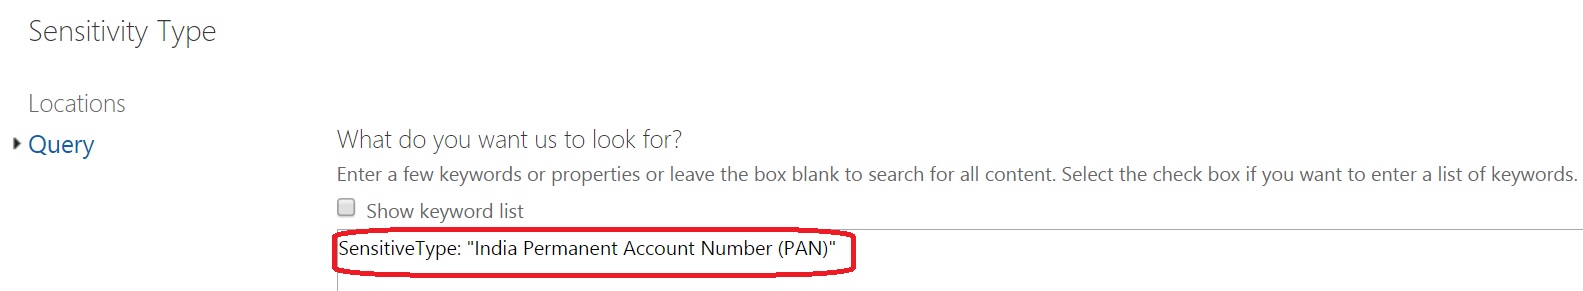 Sensitivity Type
Locations
Query
What do you want us to look for?
Enter a few keywords or properties or leave the box blank to search for all content. Select the check box if you want to enter a list of keywords.
Show keyword list
SensitiveType: "India Permanent Account Number (PAN)"